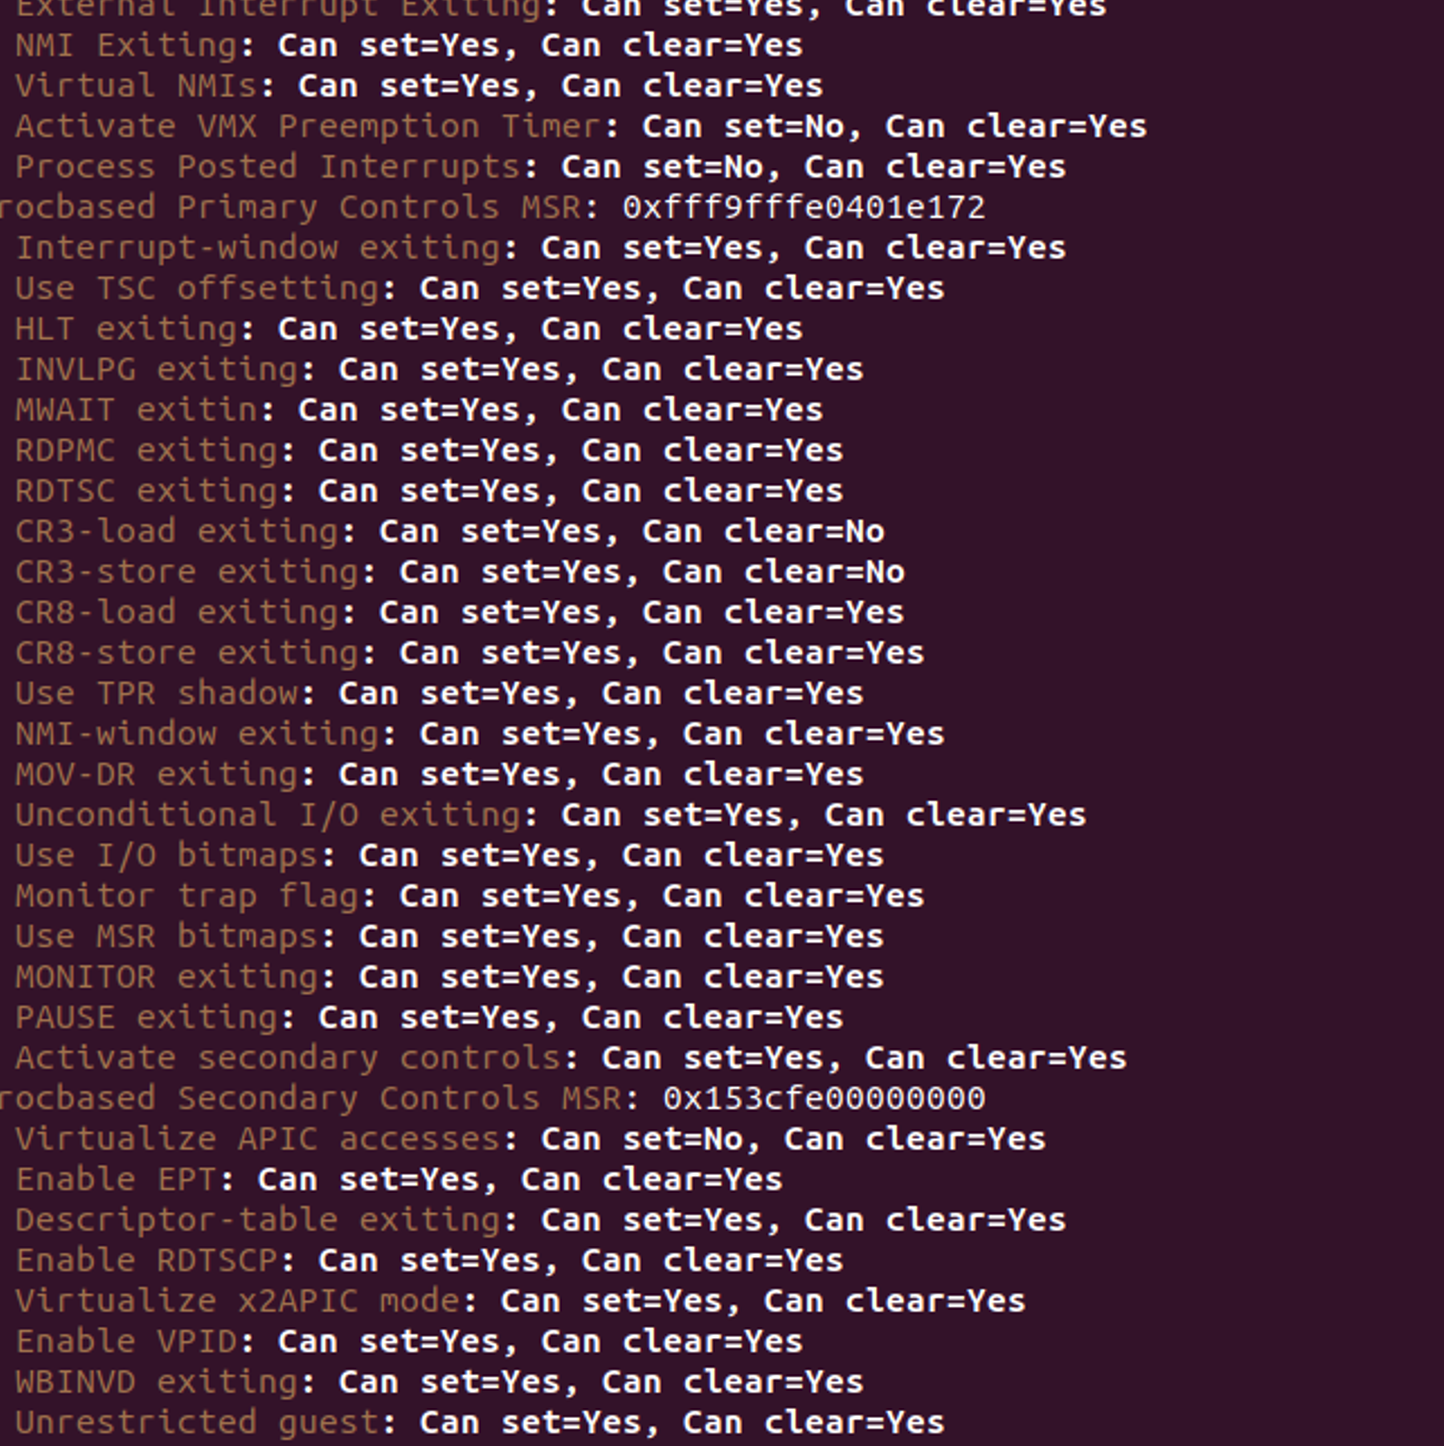 External Interrupt Exiting: Can set=Yes, Can clear=Yes
NMI Exiting: Can set=Yes, Can clear=Yes
Virtual NMIs: Can set=Yes, Can clear=Yes
Activate VMX Preemption Timer: Can set=No, Can clear=Yes
Process Posted Interrupts: Can set=No, Can clear=Yes
rocbased Primary Controls MSR: 0xfff9fffe0401e172
Interrupt-window exiting: Can set=Yes, Can clear=Yes
Use TSC offsetting: Can set=Yes, Can clear=Yes
HLT exiting: Can set=Yes, Can clear=Yes
INVLPG exiting: Can set=Yes, Can clear=Yes
MWAIT exitin: Can set=Yes, Can clear=Yes
RDPMC exiting: Can set=Yes, Can clear=Yes
RDTSC exiting: Can set=Yes, Can clear=Yes
CR3-load exiting: Can set=Yes, Can clear=No
CR3-store exiting: Can set=Yes, Can clear=No
CR8-load exiting: Can set=Yes, Can clear=Yes
CR8-store exiting: Can set=Yes, Can clear=Yes
Use TPR shadow: Can set=Yes, Can clear=Yes
NMI-window exiting: Can set=Yes, Can clear=Yes
MOV-DR exiting: Can set=Yes, Can clear=Yes
Unconditional I/O exiting: Can set=Yes, Can clear=Yes
Use I/O bitmaps: Can set=Yes, Can clear=Yes
Monitor trap flag: Can set=Yes, Can clear=Yes
Use MSR bitmaps: Can set=Yes, Can clear=Yes
MONITOR exiting: Can set=Yes, Can clear=Yes
PAUSE exiting: Can set=Yes, Can clear=Yes
Activate secondary controls: Can set=Yes, Can clear=Yes
rocbased Secondary Controls MSR: 0x153cfe00000000
Virtualize APIC accesses: Can set=No, Can clear=Yes
Enable EPT: Can set=Yes, Can clear=Yes
Descriptor-table exiting: Can set=Yes, Can clear=Yes
Enable RDTSCP: Can set=Yes, Can clear=Yes
Virtualize x2APIC mode: Can set=Yes, Can clear=Yes
Enable VPID: Can set=Yes, Can clear=Yes
WBINVD exiting: Can set=Yes, Can clear=Yes
Unrestricted guest: Can set=Yes, Can clear=Yes